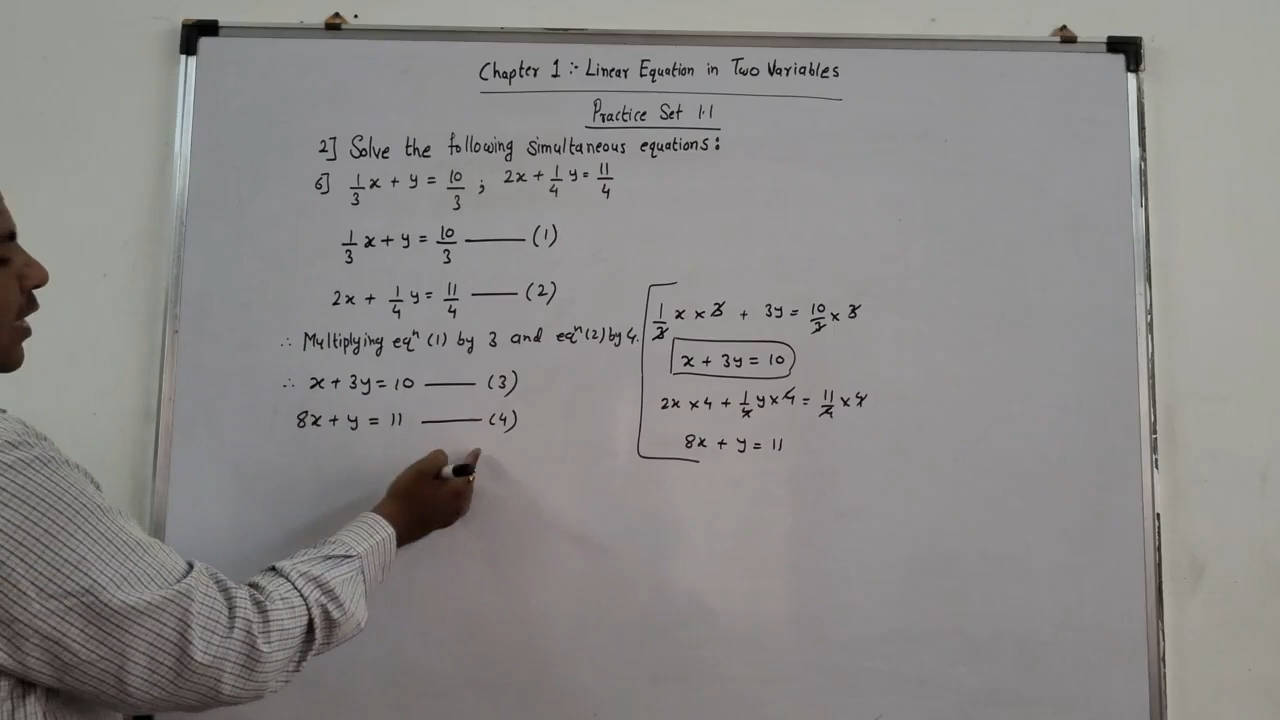 Chapter 1 :- Linear Equation in Two Variables
Practice Set 1.1
2] Solve the following simultaneous equations:
6] 1/3 x + y = 10/3 ; 2x + 1/4 y = 11/4
1/3 x + y = 10/3 —— (1)
2x + 1/4 y = 11/4 —— (2)
∴ Multiplying eqⁿ (1) by 3 and eqⁿ (2) by 4.
∴ x + 3y = 10 —— (3)
8x + y = 11 —— (4)
1/3 x × 3 + 3y = 10/3 × 3
x + 3y = 10
2x × 4 + 1/4 y × 4 = 11/4 × 4
8x + y = 11